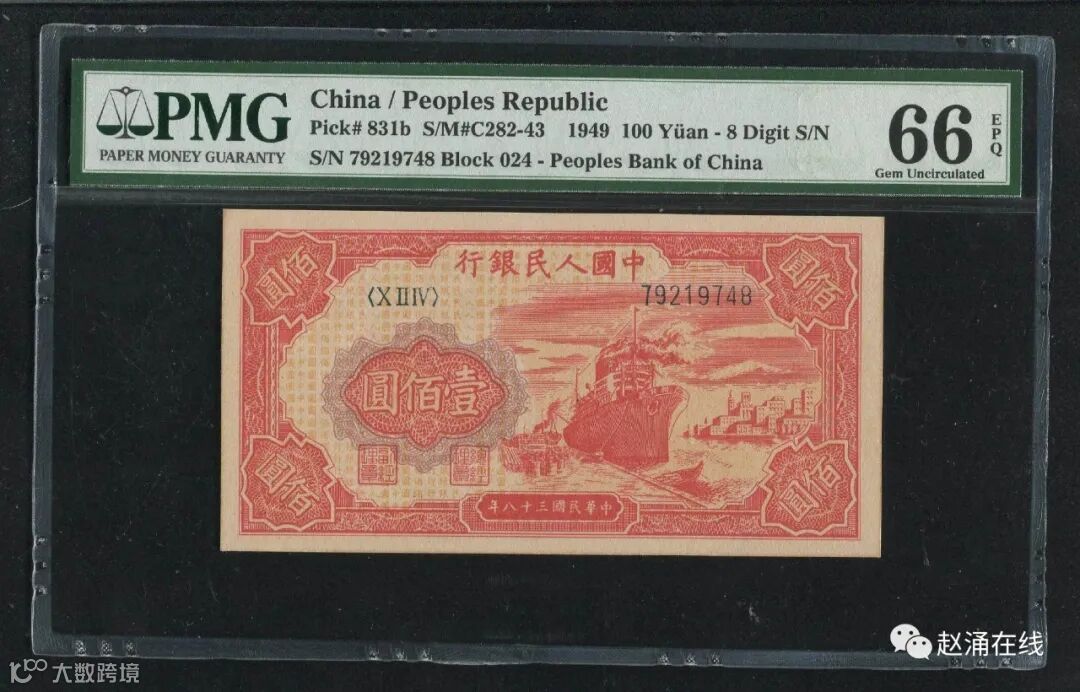 PMG
PAPER MONEY GUARANTY
China / Peoples Republic
Pick# 831b S/M#C282-43 1949 100 Yüan - 8 Digit S/N
S/N 79219748 Block 024 - Peoples Bank of China
66
EPQ
Gem Uncirculated
行銀民人國中
圓佰
圓佰
〈ⅩⅡⅣ〉
79219748
圓佰壹
圓佰
圓佰
年八十三國民華中
赵涌在线
大数跨境